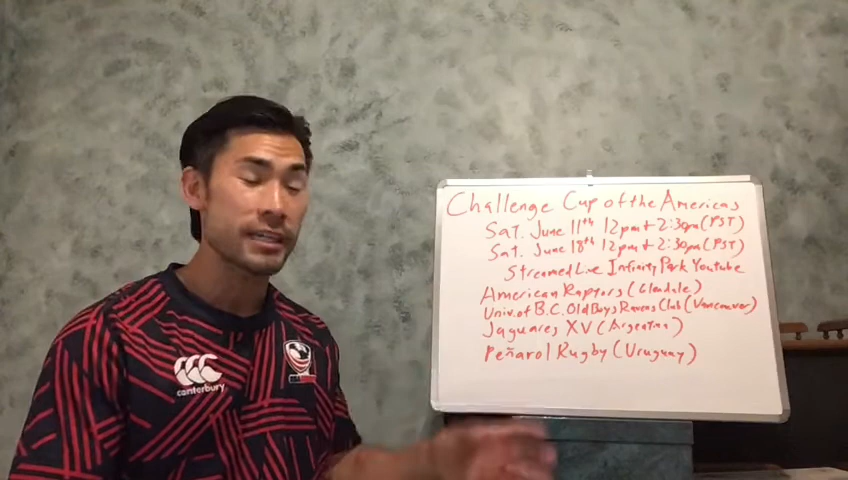 Challenge Cup of the Americas
Sat. June 11th 12pm + 2:30pm (PST)
Sat. June 18th 12pm + 2:30pm (PST)
Streamed Live Infinity Park Youtube
American Raptors (Glendale)
Univ. of B.C. Old Boys Ravens Club (Vancouver)
Jaguares XV (Argentina)
Peñarol Rugby (Uruguay)
canterbury